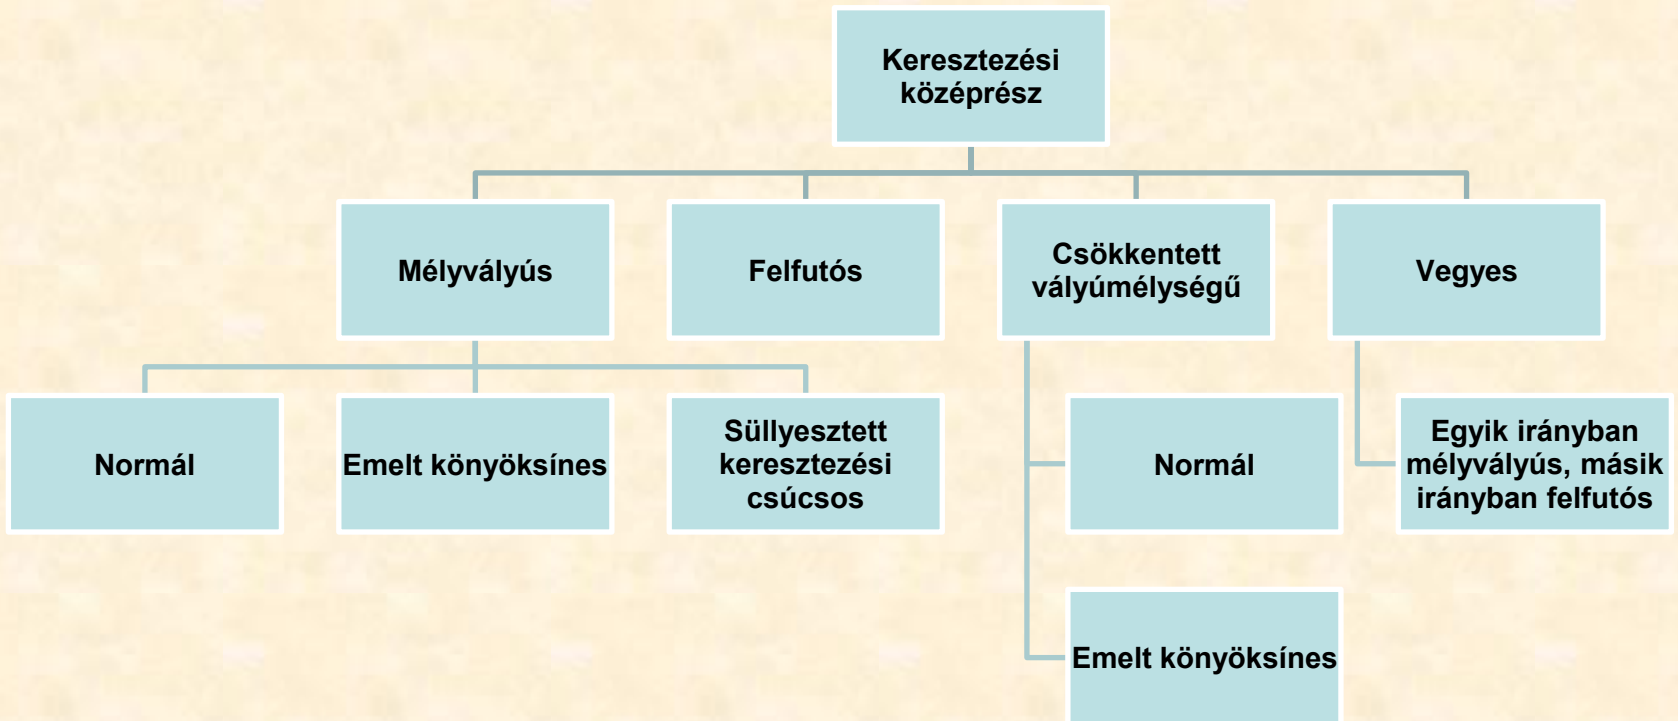 Keresztezési
középrész
Mélyvályús
Felfutós
Csökkentett
vályúmélységű
Vegyes
Normál
Emelt könyöksínes
Süllyesztett
keresztezési
csúcsos
Normál
Egyik irányban
mélyvályús, másik
irányban felfutós
Emelt könyöksínes